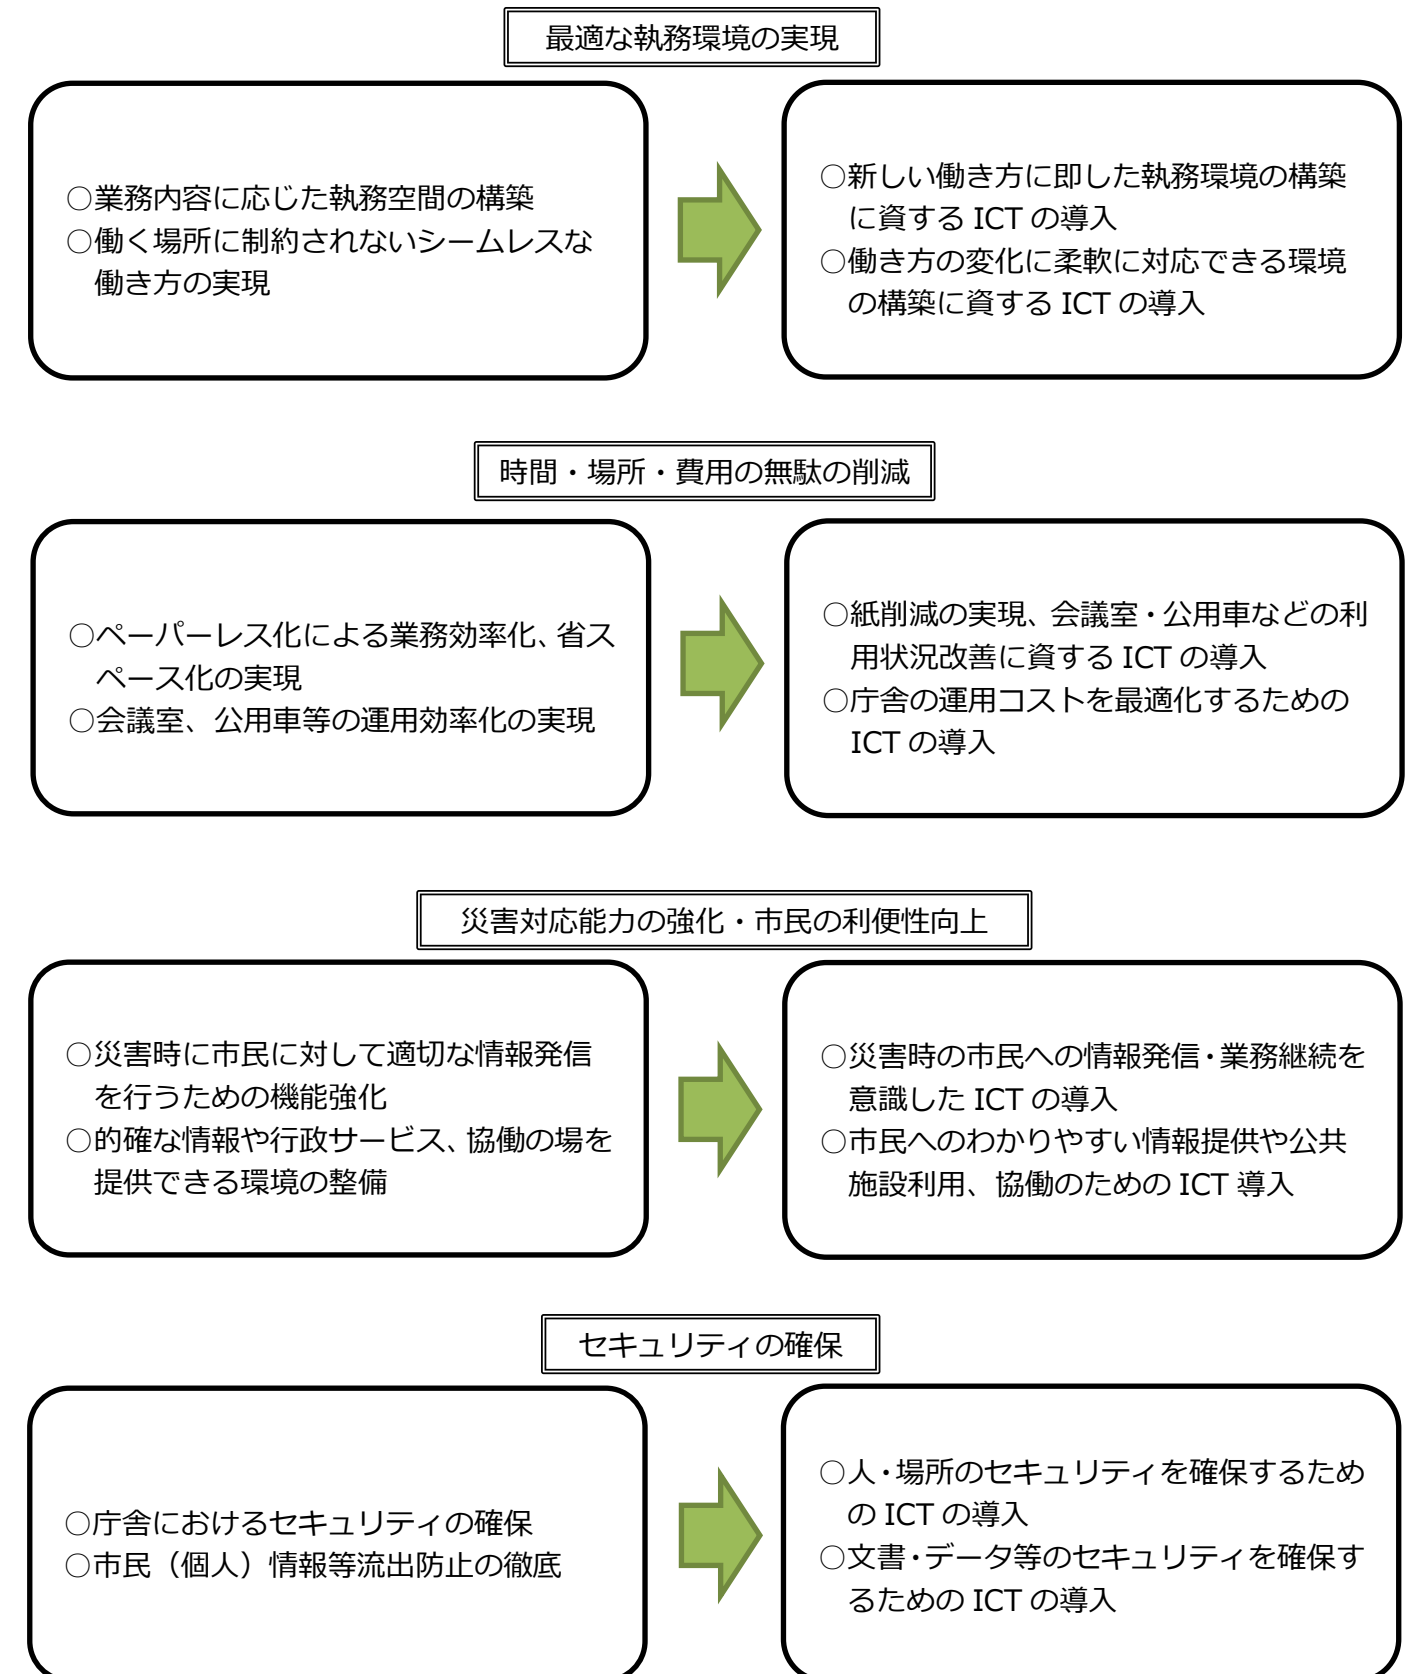 最適な執務環境の実現
○業務内容に応じた執務空間の構築
○働く場所に制約されないシームレスな
働き方の実現
○新しい働き方に即した執務環境の構築
に資する ICT の導入
○働き方の変化に柔軟に対応できる環境
の構築に資する ICT の導入
時間・場所・費用の無駄の削減
○ペーパーレス化による業務効率化、省ス
ペース化の実現
○会議室、公用車等の運用効率化の実現
○紙削減の実現、会議室・公用車などの利
用状況改善に資する ICT の導入
○庁舎の運用コストを最適化するための
ICT の導入
災害対応能力の強化・市民の利便性向上
○災害時に市民に対して適切な情報発信
を行うための機能強化
○的確な情報や行政サービス、協働の場を
提供できる環境の整備
○災害時の市民への情報発信・業務継続を
意識した ICT の導入
○市民へのわかりやすい情報提供や公共
施設利用、協働のための ICT 導入
セキュリティの確保
○庁舎におけるセキュリティの確保
○市民（個人）情報等流出防止の徹底
○人・場所のセキュリティを確保するため
の ICT の導入
○文書・データ等のセキュリティを確保す
るための ICT の導入